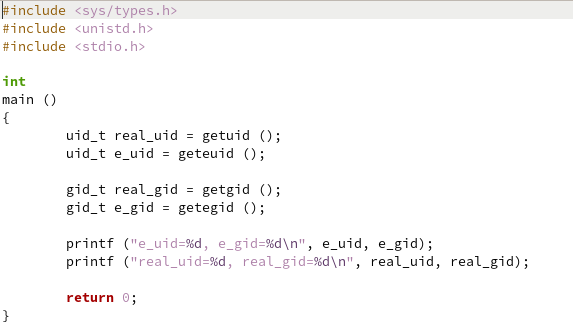 #include <sys/types.h>
#include <unistd.h>
#include <stdio.h>

int
main ()
{
        uid_t real_uid = getuid ();
        uid_t e_uid = geteuid ();

        gid_t real_gid = getgid ();
        gid_t e_gid = getegid ();

        printf ("e_uid=%d, e_gid=%d\n", e_uid, e_gid);
        printf ("real_uid=%d, real_gid=%d\n", real_uid, real_gid);

        return 0;
}